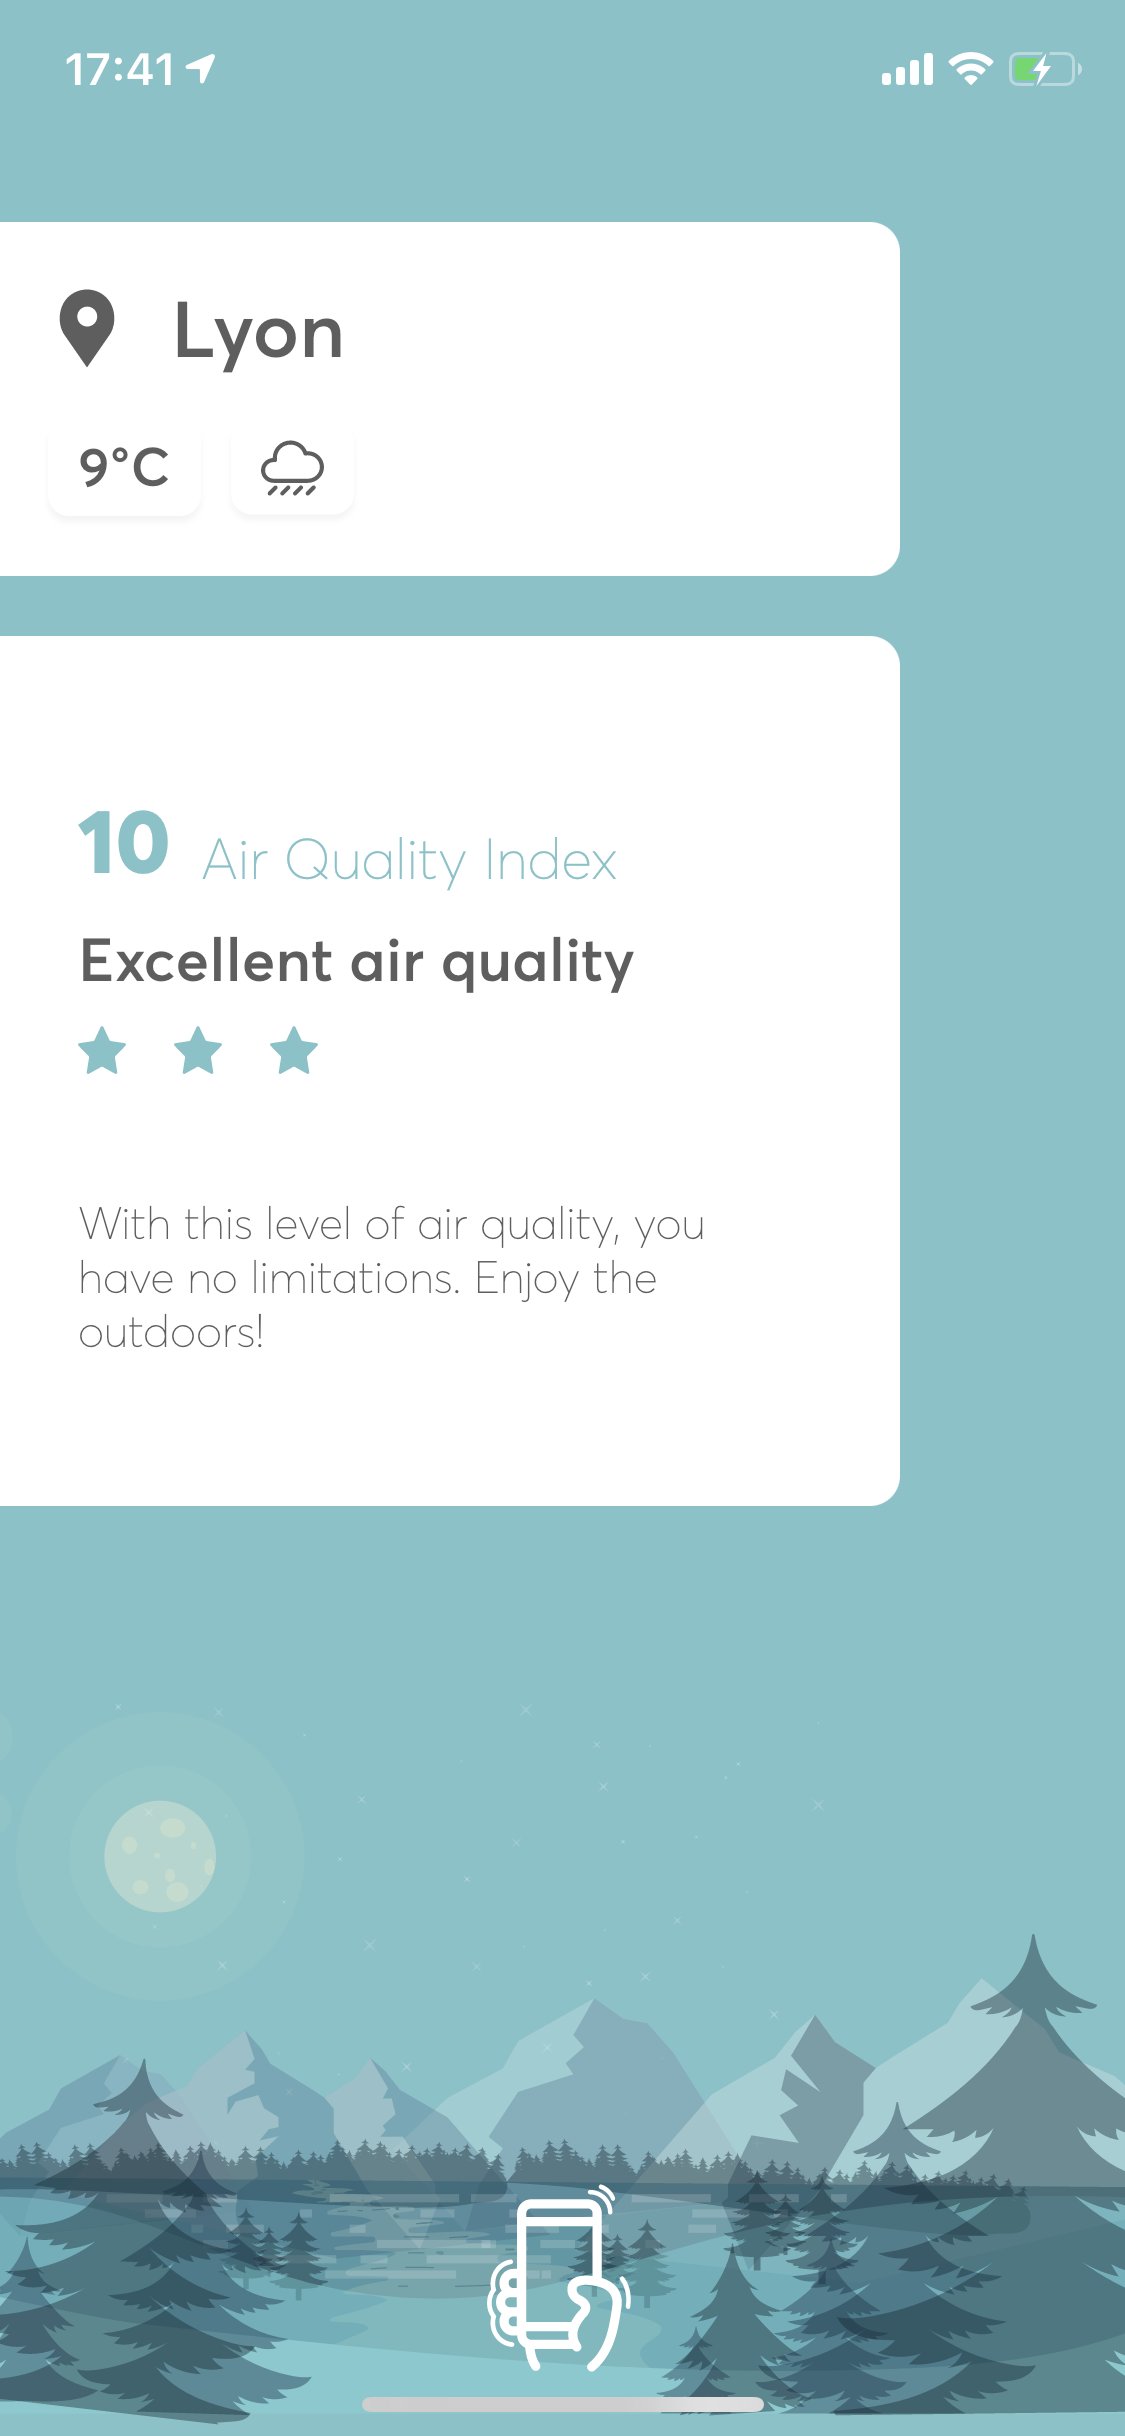 17:41
Lyon
9°C
10 Air Quality Index
Excellent air quality
With this level of air quality, you
have no limitations. Enjoy the
outdoors!